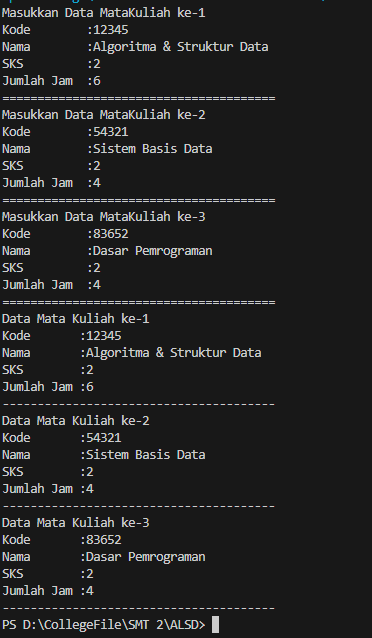 Masukkan Data MataKuliah ke-1
Kode       :12345
Nama       :Algoritma & Struktur Data
SKS        :2
Jumlah Jam :6
=======================================
Masukkan Data MataKuliah ke-2
Kode       :54321
Nama       :Sistem Basis Data
SKS        :2
Jumlah Jam :4
=======================================
Masukkan Data MataKuliah ke-3
Kode       :83652
Nama       :Dasar Pemrograman
SKS        :2
Jumlah Jam :4
=======================================
Data Mata Kuliah ke-1
Kode       :12345
Nama       :Algoritma & Struktur Data
SKS        :2
Jumlah Jam :6
---------------------------------------
Data Mata Kuliah ke-2
Kode       :54321
Nama       :Sistem Basis Data
SKS        :2
Jumlah Jam :4
---------------------------------------
Data Mata Kuliah ke-3
Kode       :83652
Nama       :Dasar Pemrograman
SKS        :2
Jumlah Jam :4
---------------------------------------
PS D:\CollegeFile\SMT 2\ALSD>